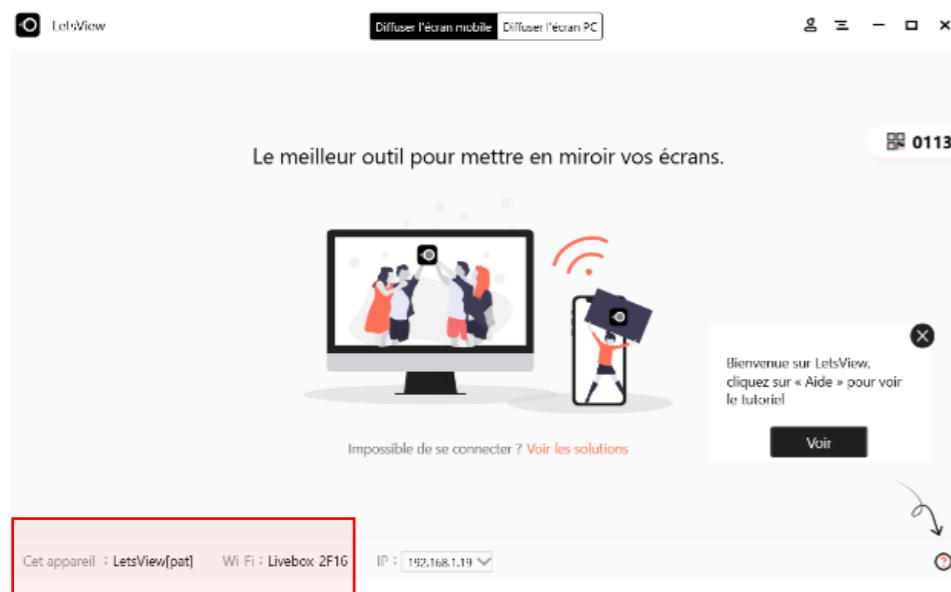 LetsView
Diffuser l'écran mobile Diffuser l'écran PC
0113
Le meilleur outil pour mettre en miroir vos écrans.
Bienvenue sur LetsView,
cliquez sur « Aide » pour voir
le tutoriel
Voir
Impossible de se connecter ? Voir les solutions
Cet appareil : LetsView[pat] Wi Fi : Livebox 2F16 IP : 192.168.1.19